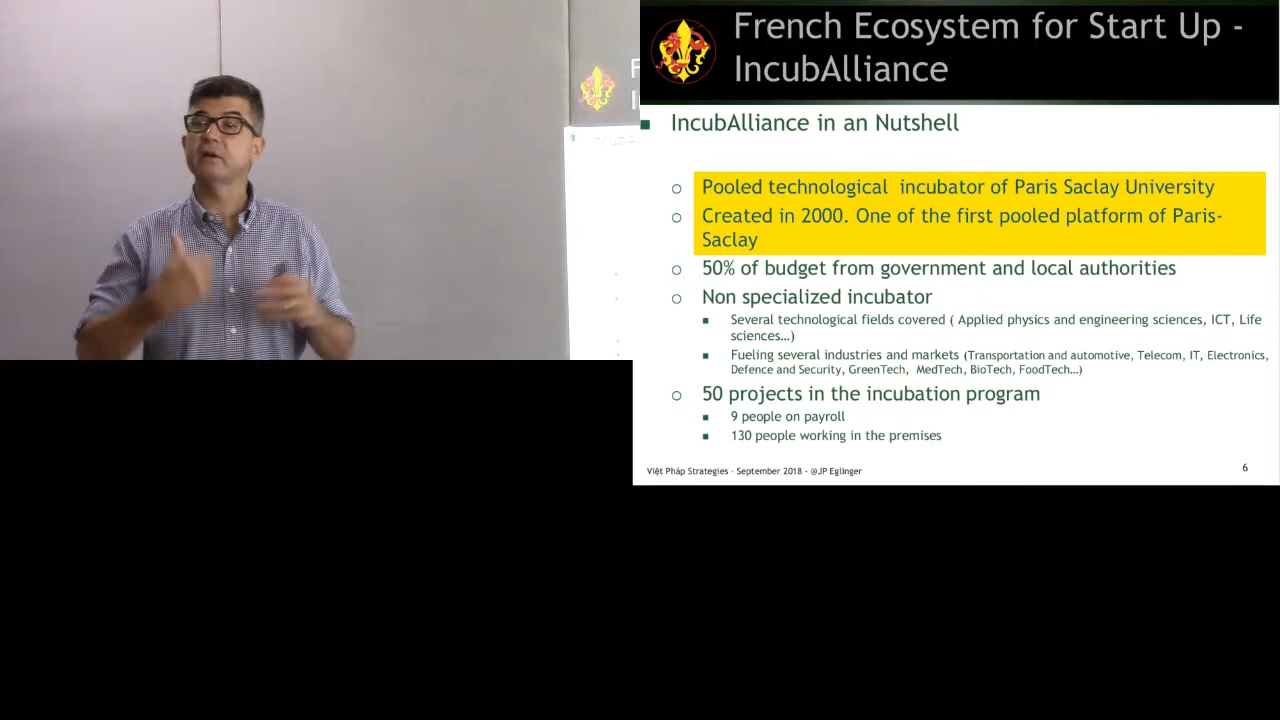 French Ecosystem for Start Up -
IncubAlliance
IncubAlliance in an Nutshell
Pooled technological incubator of Paris Saclay University
Created in 2000. One of the first pooled platform of Paris-
Saclay
50% of budget from government and local authorities
Non specialized incubator
Several technological fields covered ( Applied physics and engineering sciences, ICT, Life
sciences…)
Fueling several industries and markets (Transportation and automotive, Telecom, IT, Electronics,
Defence and Security, GreenTech, MedTech, BioTech, FoodTech…)
50 projects in the incubation program
9 people on payroll
130 people working in the premises
Việt Pháp Strategies - September 2018 - @JP Eglinger
6